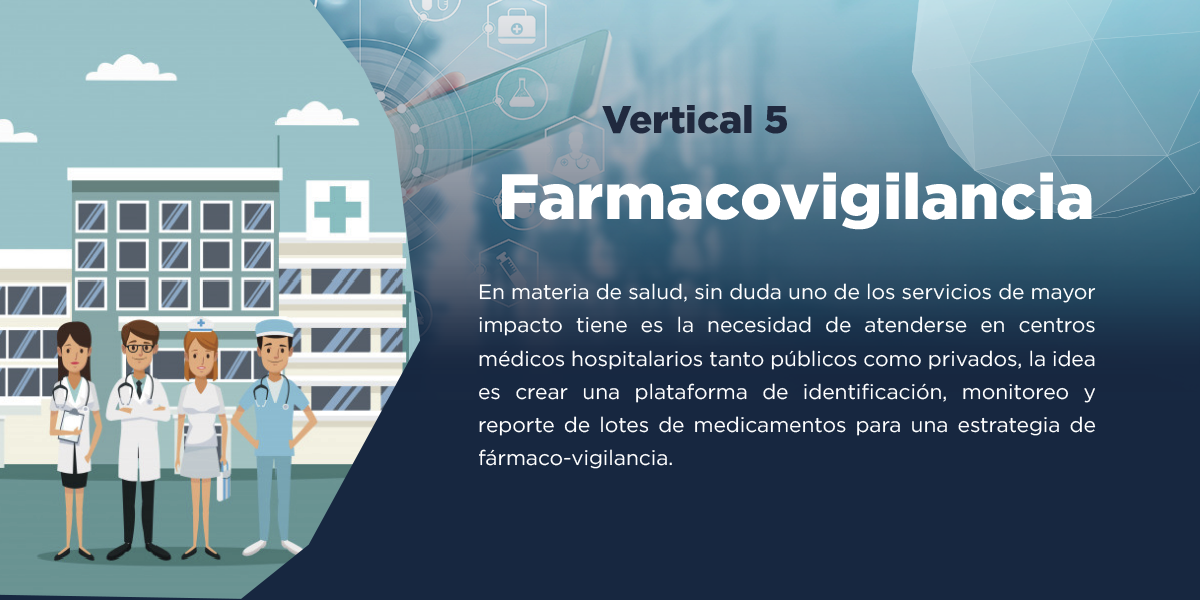 Vertical 5
Farmacovigilancia
En materia de salud, sin duda uno de los servicios de mayor
impacto tiene es la necesidad de atenderse en centros
médicos hospitalarios tanto públicos como privados, la idea
es crear una plataforma de identificación, monitoreo y
reporte de lotes de medicamentos para una estrategia de
fármaco-vigilancia.